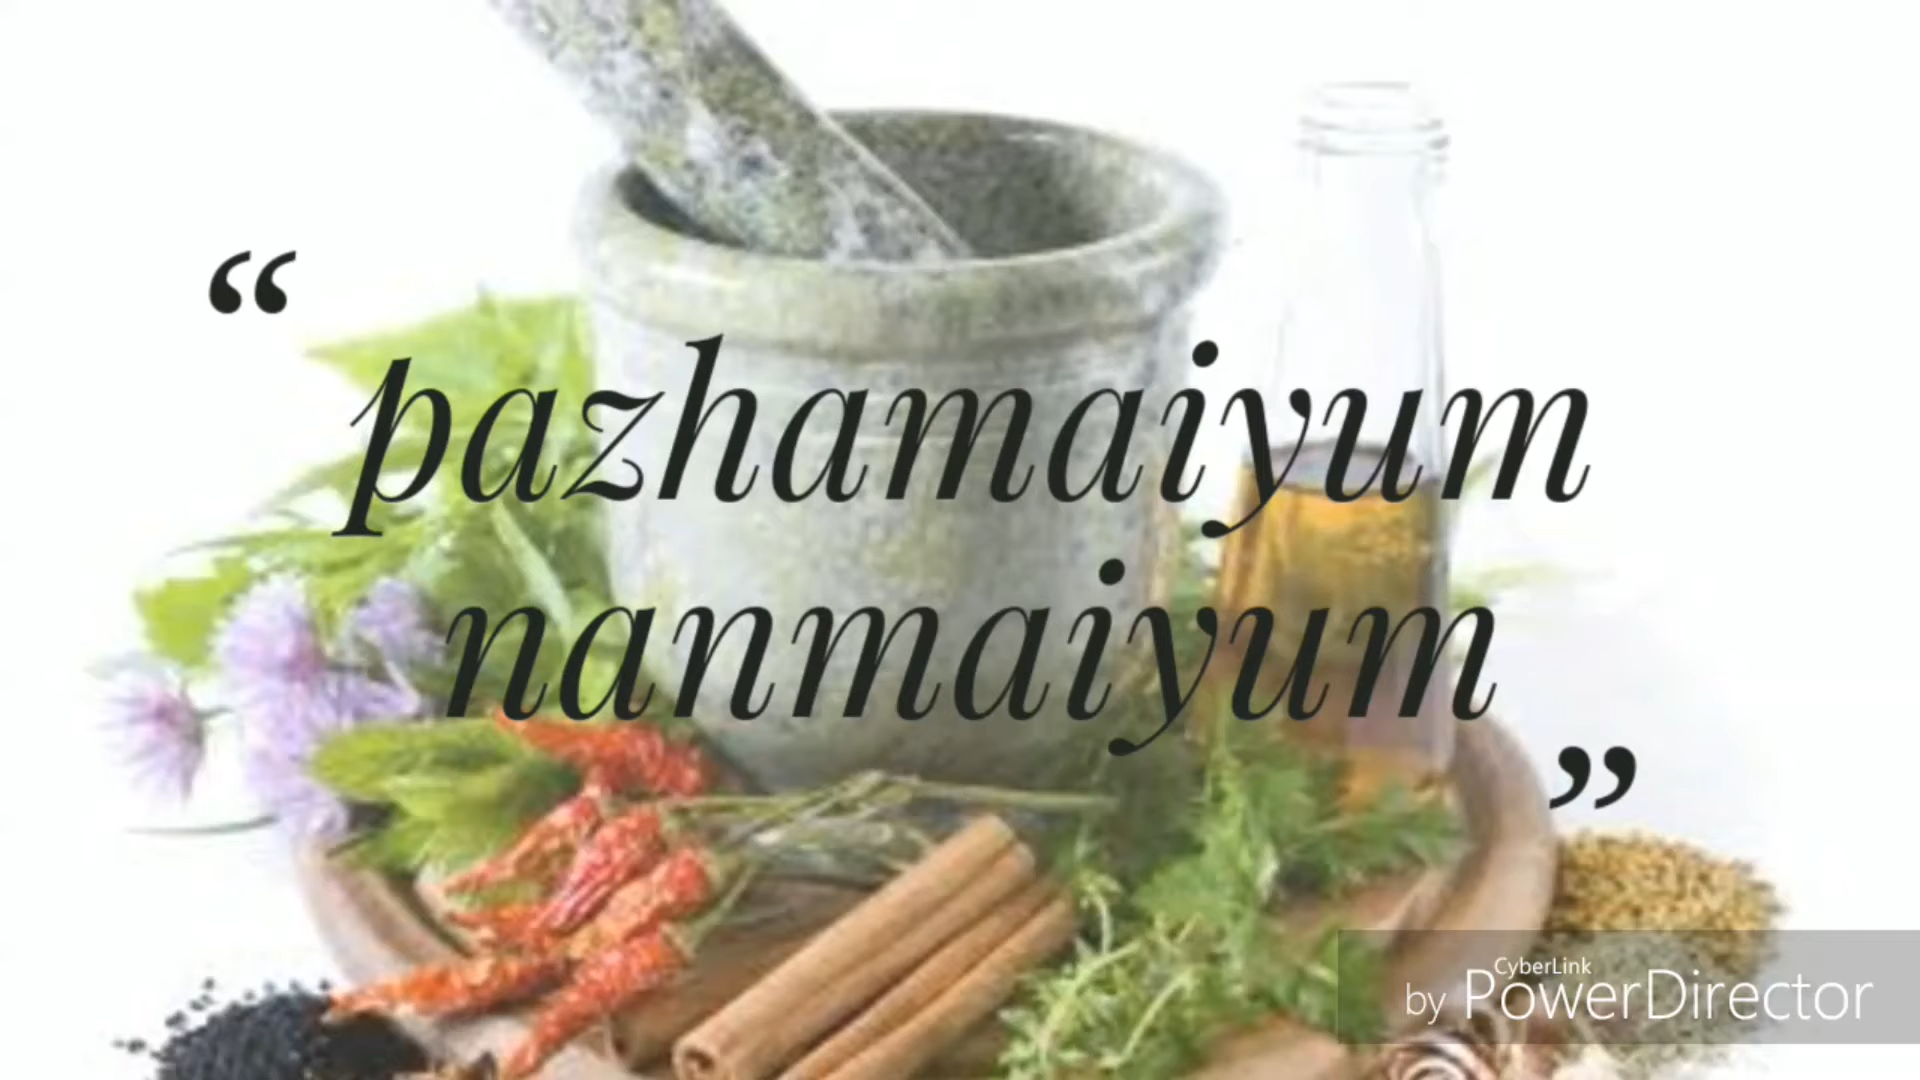 “
pazhamaiyum
nanmaiyum
”
CyberLink
by PowerDirector